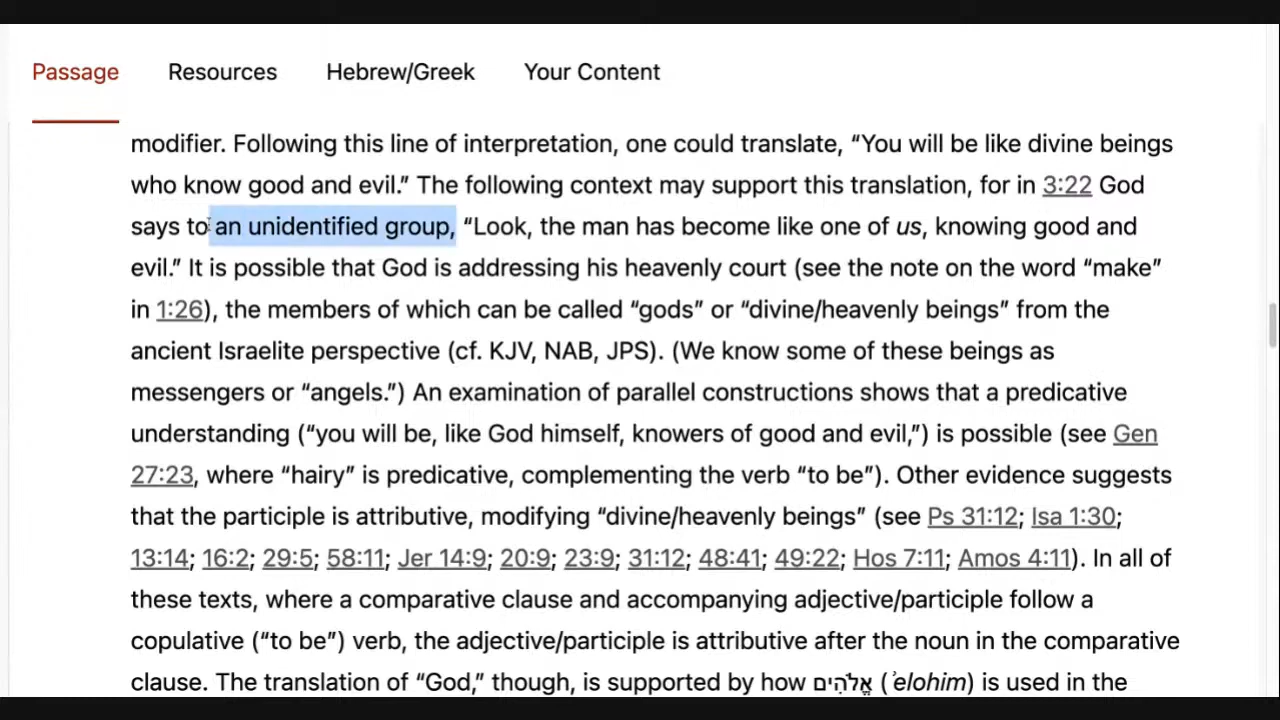 Passage Resources Hebrew/Greek Your Content
modifier. Following this line of interpretation, one could translate, “You will be like divine beings
who know good and evil.” The following context may support this translation, for in 3:22 God
says to an unidentified group, “Look, the man has become like one of us, knowing good and
evil.” It is possible that God is addressing his heavenly court (see the note on the word “make”
in 1:26), the members of which can be called “gods” or “divine/heavenly beings” from the
ancient Israelite perspective (cf. KJV, NAB, JPS). (We know some of these beings as
messengers or “angels.”) An examination of parallel constructions shows that a predicative
understanding (“you will be, like God himself, knowers of good and evil,”) is possible (see Gen
27:23, where “hairy” is predicative, complementing the verb “to be”). Other evidence suggests
that the participle is attributive, modifying “divine/heavenly beings” (see Ps 31:12; Isa 1:30;
13:14; 16:2; 29:5; 58:11; Jer 14:9; 20:9; 23:9; 31:12; 48:41; 49:22; Hos 7:11; Amos 4:11). In all of
these texts, where a comparative clause and accompanying adjective/participle follow a
copulative (“to be”) verb, the adjective/participle is attributive after the noun in the comparative
clause. The translation of “God,” though, is supported by how אֱלֹהִים (ʾelohim) is used in the